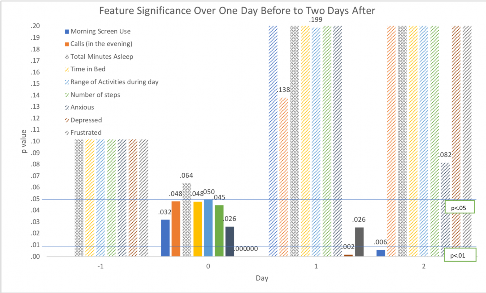 Feature Significance Over One Day Before to Two Days After
.199
.20
.19
.18
.17
.16
.15
.14
.13
.12
.11
.10
.09
.08
.07
.06
.05
.04
.03
.02
.01
.00
p value
Morning Screen Use
Calls (in the evening)
Total Minutes Asleep
Time in Bed
Range of Activities during day
Number of steps
Anxious
Depressed
Frustrated
.032
.048
.064
.048
.050
.045
.026
.000
.000
.138
.002
.026
.006
.082
p<.05
p<.01
-1
0
1
2
Day